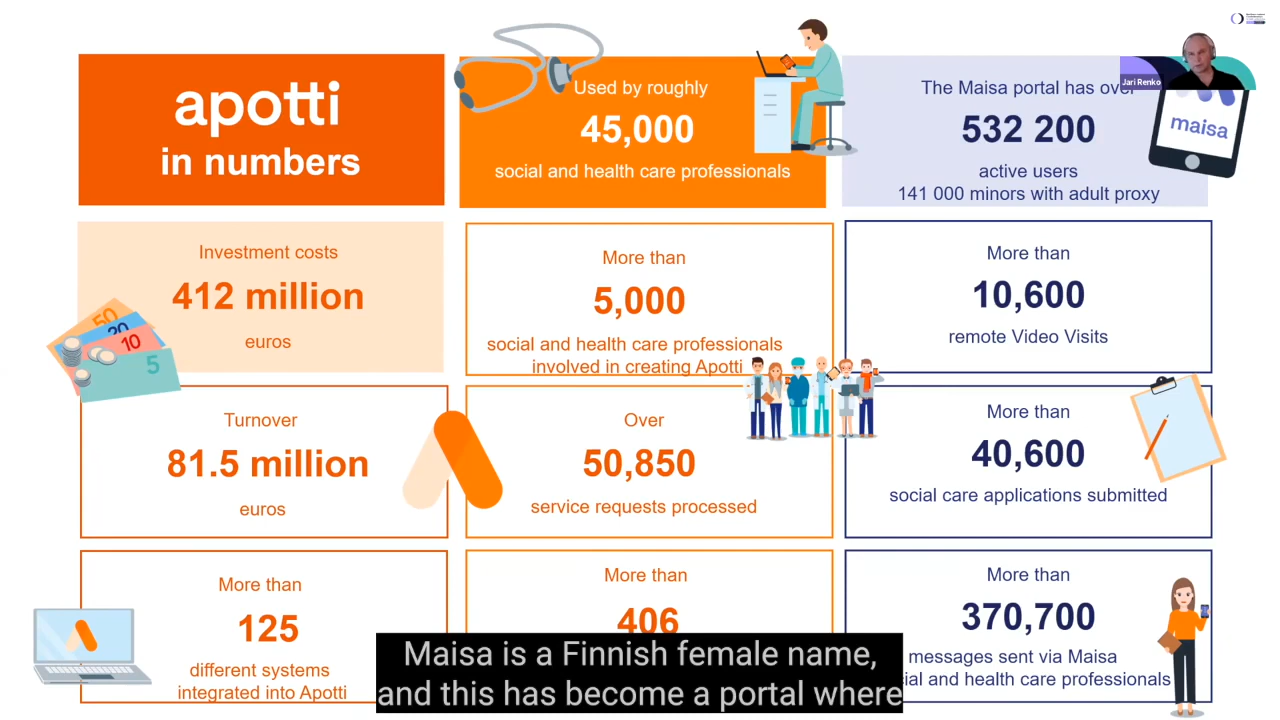 apotti
in numbers
Used by roughly
45,000
social and health care professionals
The Maisa portal has over
532 200
active users
141 000 minors with adult proxy
Jari Renko
maisa
Investment costs
412 million
euros
50
20
10
5
More than
5,000
social and health care professionals
involved in creating Apotti
More than
10,600
remote Video Visits
Turnover
81.5 million
euros
Over
50,850
service requests processed
More than
40,600
social care applications submitted
More than
125
different systems
integrated into Apotti
More than
406
More than
370,700
messages sent via Maisa
and health care professionals
Maisa is a Finnish female name,
and this has become a portal where